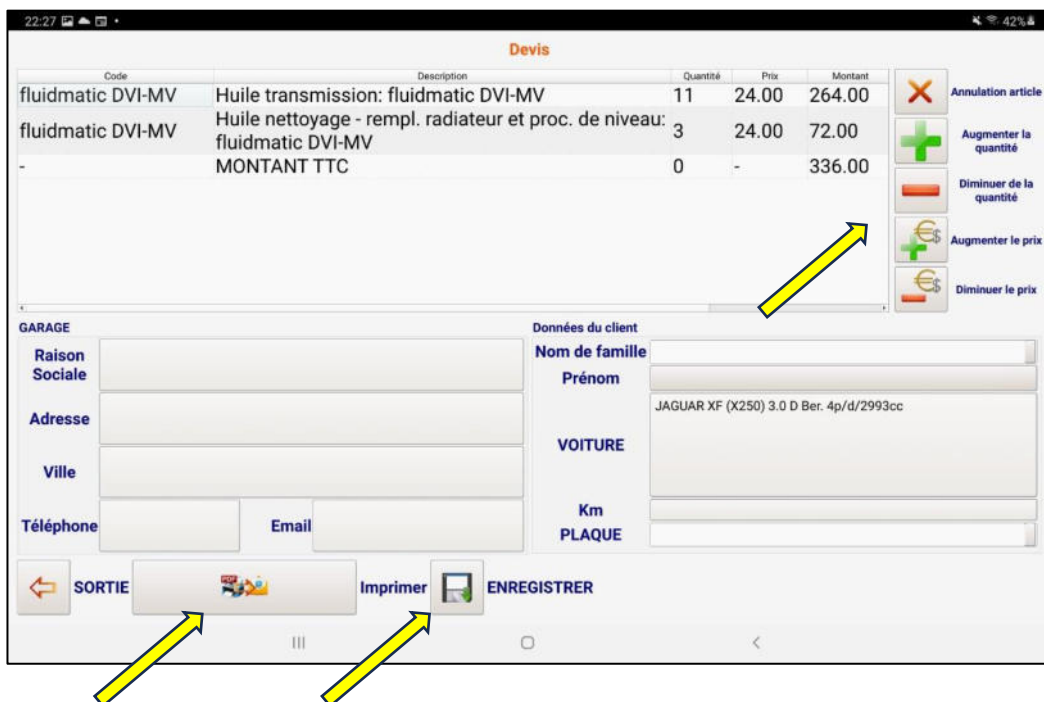 22:27
42%
Devis
Code Description Quantité Prix Montant
fluidmatic DVI-MV Huile transmission: fluidmatic DVI-MV 11 24.00 264.00
fluidmatic DVI-MV Huile nettoyage - rempl. radiateur et proc. de niveau: 3 24.00 72.00
fluidmatic DVI-MV
- MONTANT TTC 0 - 336.00
Annulation article
Augmenter la
quantité
Diminuer de la
quantité
€$ Augmenter le prix
€$ Diminuer le prix
GARAGE
Raison
Sociale
Adresse
Ville
Téléphone Email
Données du client
Nom de famille
Prénom
VOITURE JAGUAR XF (X250) 3.0 D Ber. 4p/d/2993cc
Km
PLAQUE
SORTIE PDF Imprimer ENREGISTRER